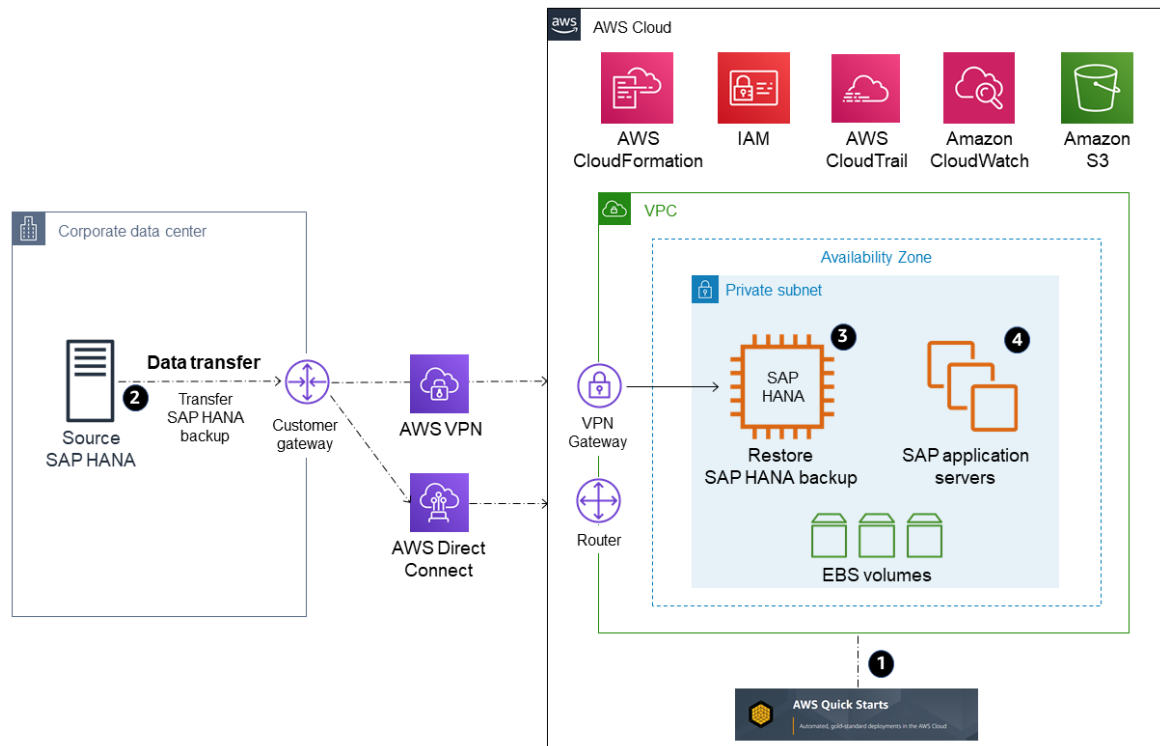 aws
AWS Cloud
AWS
CloudFormation
IAM
AWS
CloudTrail
Amazon
CloudWatch
Amazon
S3
VPC
Corporate data center
Availability Zone
Private subnet
Data transfer
2
Transfer
SAP HANA
backup
Source
SAP HANA
Customer
gateway
AWS VPN
AWS Direct
Connect
VPN
Gateway
Router
3
SAP
HANA
Restore
SAP HANA backup
4
SAP application
servers
EBS volumes
1
AWS Quick Starts
Automated, gold-standard deployments in the AWS Cloud